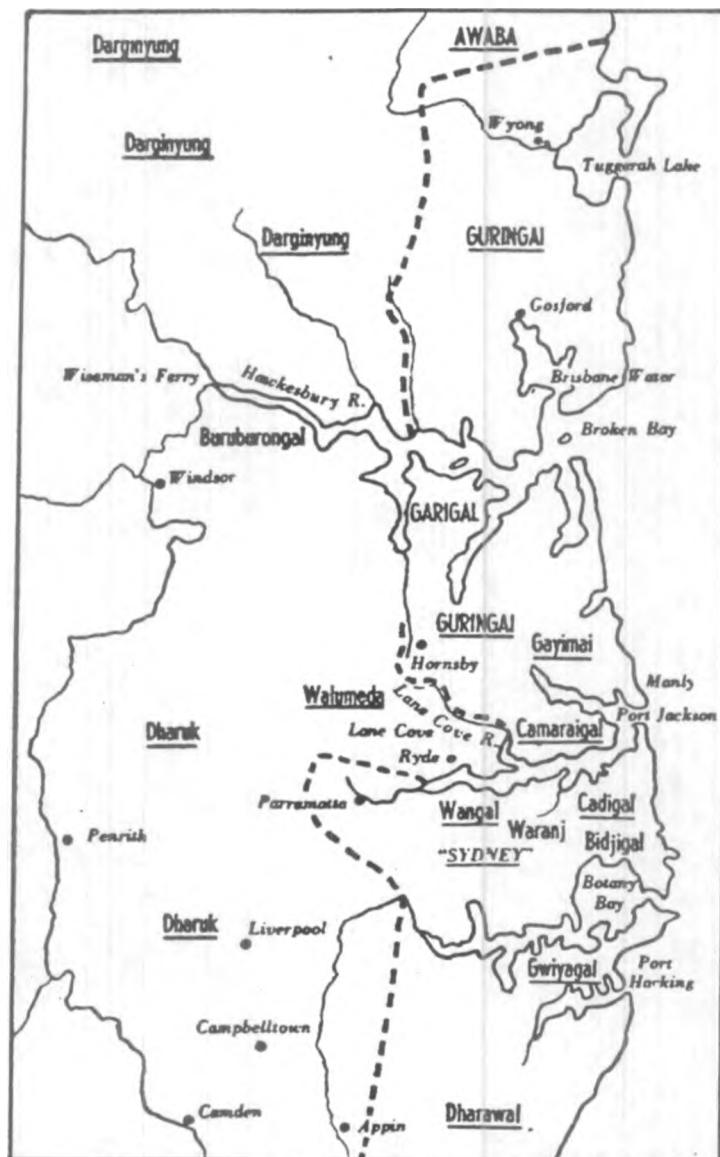 AWABA
Darginyung
Wyong
Tuggerah Lake
Darginyung
Darginyung
GURINGAI
Gosford
Wiseman's Ferry
Hawkesbury R.
Brisbane Water
Broken Bay
Buruburongal
Windsor
GARIGAL
GURINGAI
Hornsby
Gayimai
Manly
Walumeda
Lane Cove R.
Port Jackson
Dharuk
Lane Cove
Camaraigal
Ryde
Parramatta
Wangal
Cadigal
Waranj
Penrith
"SYDNEY"
Bidjigal
Botany
Bay
Dharuk
Liverpool
Gwiyagal
Port
Hacking
Campbelltown
Camden
Appin
Dharawal